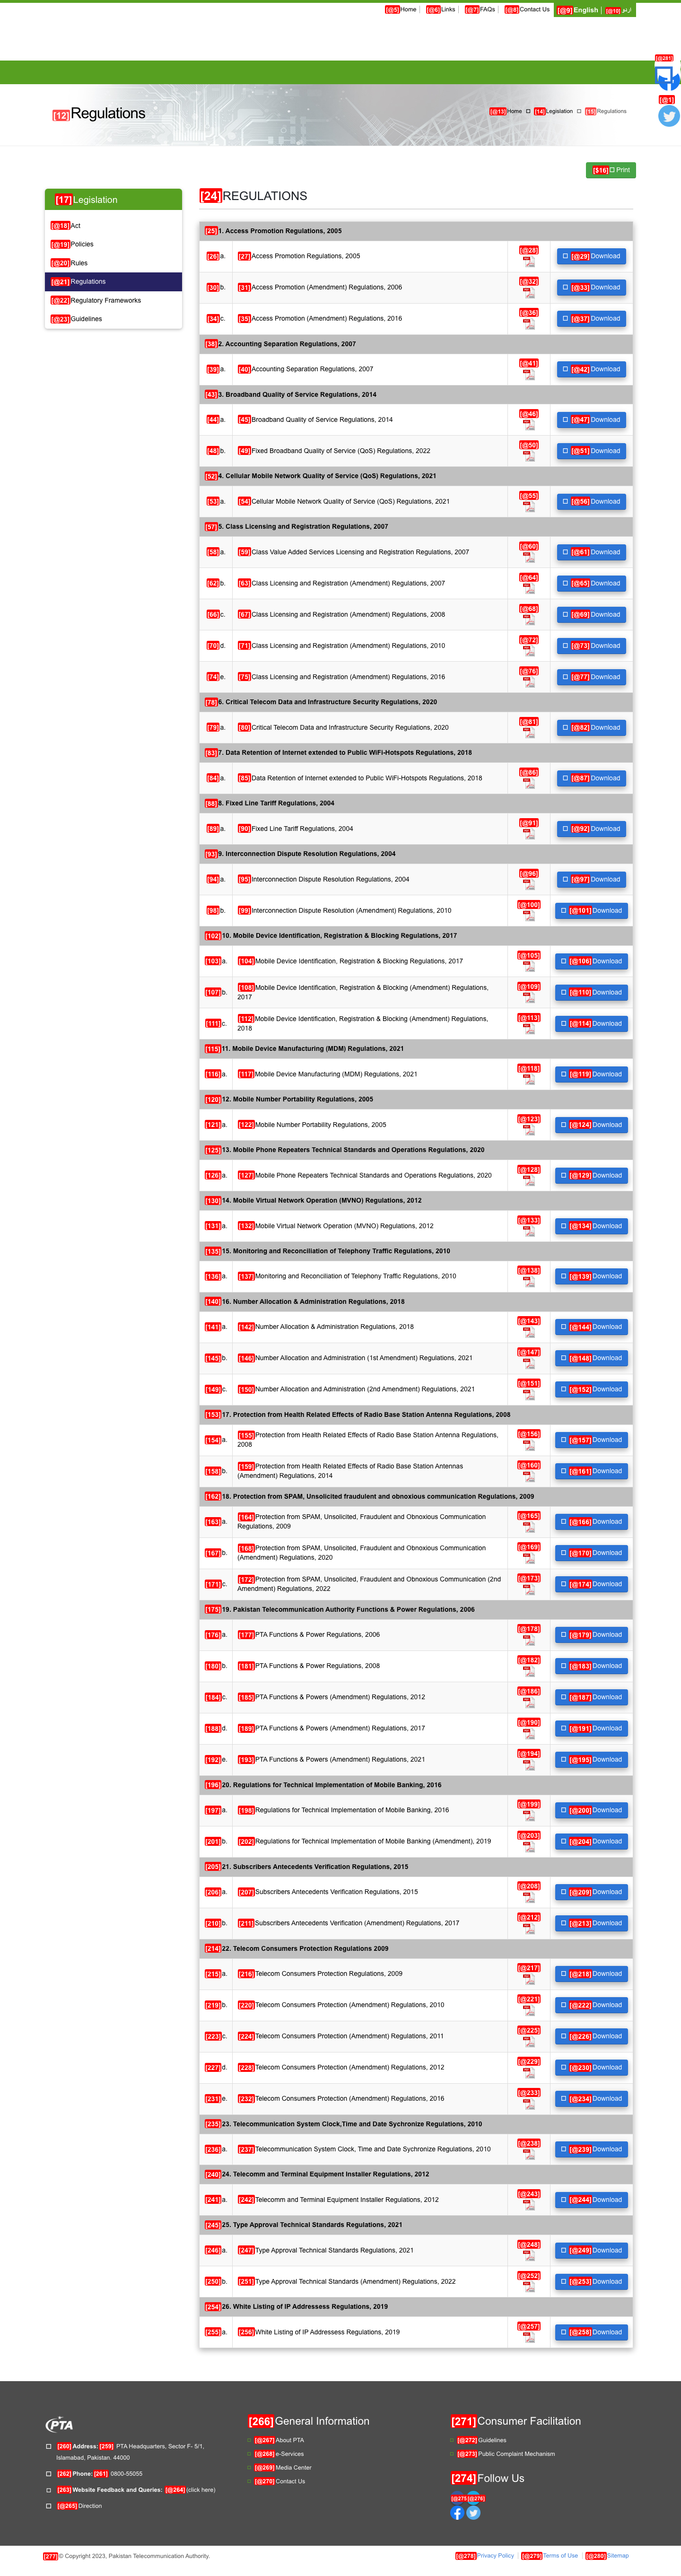 [@5]Home [@6]Links [@7]FAQs [@8]Contact Us [@9]English [@10]اردو
[@281]
[@1]
[12]Regulations
[@13]Home [14]Legislation [15]Regulations
[$16] Print
[17]Legislation
[@18]Act
[@19]Policies
[@20]Rules
[@21]Regulations
[@22]Regulatory Frameworks
[@23]Guidelines
[24]REGULATIONS
[25]1. Access Promotion Regulations, 2005
[26]a. [27]Access Promotion Regulations, 2005 [@28] [@29] Download
[30]b. [31]Access Promotion (Amendment) Regulations, 2006 [@32] [@33] Download
[34]c. [35]Access Promotion (Amendment) Regulations, 2016 [@36] [@37] Download
[38]2. Accounting Separation Regulations, 2007
[39]a. [40]Accounting Separation Regulations, 2007 [@41] [@42] Download
[43]3. Broadband Quality of Service Regulations, 2014
[44]a. [45]Broadband Quality of Service Regulations, 2014 [@46] [@47] Download
[48]b. [49]Fixed Broadband Quality of Service (QoS) Regulations, 2022 [@50] [@51] Download
[52]4. Cellular Mobile Network Quality of Service (QoS) Regulations, 2021
[53]a. [54]Cellular Mobile Network Quality of Service (QoS) Regulations, 2021 [@55] [@56] Download
[57]5. Class Licensing and Registration Regulations, 2007
[58]a. [59]Class Value Added Services Licensing and Registration Regulations, 2007 [@60] [@61] Download
[62]b. [63]Class Licensing and Registration (Amendment) Regulations, 2007 [@64] [@65] Download
[66]c. [67]Class Licensing and Registration (Amendment) Regulations, 2008 [@68] [@69] Download
[70]d. [71]Class Licensing and Registration (Amendment) Regulations, 2010 [@72] [@73] Download
[74]e. [75]Class Licensing and Registration (Amendment) Regulations, 2016 [@76] [@77] Download
[78]6. Critical Telecom Data and Infrastructure Security Regulations, 2020
[79]a. [80]Critical Telecom Data and Infrastructure Security Regulations, 2020 [@81] [@82] Download
[83]7. Data Retention of Internet extended to Public WiFi-Hotspots Regulations, 2018
[84]a. [85]Data Retention of Internet extended to Public WiFi-Hotspots Regulations, 2018 [@86] [@87] Download
[88]8. Fixed Line Tariff Regulations, 2004
[89]a. [90]Fixed Line Tariff Regulations, 2004 [@91] [@92] Download
[93]9. Interconnection Dispute Resolution Regulations, 2004
[94]a. [95]Interconnection Dispute Resolution Regulations, 2004 [@96] [@97] Download
[98]b. [99]Interconnection Dispute Resolution (Amendment) Regulations, 2010 [@100] [@101] Download
[102]10. Mobile Device Identification, Registration & Blocking Regulations, 2017
[103]a. [104]Mobile Device Identification, Registration & Blocking Regulations, 2017 [@105] [@106] Download
[107]b. [108]Mobile Device Identification, Registration & Blocking (Amendment) Regulations, [@109] [@110] Download
2017
[111]c. [112]Mobile Device Identification, Registration & Blocking (Amendment) Regulations, [@113] [@114] Download
2018
[115]11. Mobile Device Manufacturing (MDM) Regulations, 2021
[116]a. [117]Mobile Device Manufacturing (MDM) Regulations, 2021 [@118] [@119] Download
[120]12. Mobile Number Portability Regulations, 2005
[121]a. [122]Mobile Number Portability Regulations, 2005 [@123] [@124] Download
[125]13. Mobile Phone Repeaters Technical Standards and Operations Regulations, 2020
[126]a. [127]Mobile Phone Repeaters Technical Standards and Operations Regulations, 2020 [@128] [@129] Download
[130]14. Mobile Virtual Network Operation (MVNO) Regulations, 2012
[131]a. [132]Mobile Virtual Network Operation (MVNO) Regulations, 2012 [@133] [@134] Download
[135]15. Monitoring and Reconciliation of Telephony Traffic Regulations, 2010
[136]a. [137]Monitoring and Reconciliation of Telephony Traffic Regulations, 2010 [@138] [@139] Download
[140]16. Number Allocation & Administration Regulations, 2018
[141]a. [142]Number Allocation & Administration Regulations, 2018 [@143] [@144] Download
[145]b. [146]Number Allocation and Administration (1st Amendment) Regulations, 2021 [@147] [@148] Download
[149]c. [150]Number Allocation and Administration (2nd Amendment) Regulations, 2021 [@151] [@152] Download
[153]17. Protection from Health Related Effects of Radio Base Station Antenna Regulations, 2008
[154]a. [155]Protection from Health Related Effects of Radio Base Station Antenna Regulations, [@156] [@157] Download
2008
[158]b. [159]Protection from Health Related Effects of Radio Base Station Antennas [@160] [@161] Download
(Amendment) Regulations, 2014
[162]18. Protection from SPAM, Unsolicited fraudulent and obnoxious communication Regulations, 2009
[163]a. [164]Protection from SPAM, Unsolicited, Fraudulent and Obnoxious Communication [@165] [@166] Download
Regulations, 2009
[167]b. [168]Protection from SPAM, Unsolicited, Fraudulent and Obnoxious Communication [@169] [@170] Download
(Amendment) Regulations, 2020
[171]c. [172]Protection from SPAM, Unsolicited, Fraudulent and Obnoxious Communication (2nd [@173] [@174] Download
Amendment) Regulations, 2022
[175]19. Pakistan Telecommunication Authority Functions & Power Regulations, 2006
[176]a. [177]PTA Functions & Power Regulations, 2006 [@178] [@179] Download
[180]b. [181]PTA Functions & Power Regulations, 2008 [@182] [@183] Download
[184]c. [185]PTA Functions & Powers (Amendment) Regulations, 2012 [@186] [@187] Download
[188]d. [189]PTA Functions & Powers (Amendment) Regulations, 2017 [@190] [@191] Download
[192]e. [193]PTA Functions & Powers (Amendment) Regulations, 2021 [@194] [@195] Download
[196]20. Regulations for Technical Implementation of Mobile Banking, 2016
[197]a. [198]Regulations for Technical Implementation of Mobile Banking, 2016 [@199] [@200] Download
[201]b. [202]Regulations for Technical Implementation of Mobile Banking (Amendment), 2019 [@203] [@204] Download
[205]21. Subscribers Antecedents Verification Regulations, 2015
[206]a. [207]Subscribers Antecedents Verification Regulations, 2015 [@208] [@209] Download
[210]b. [211]Subscribers Antecedents Verification (Amendment) Regulations, 2017 [@212] [@213] Download
[214]22. Telecom Consumers Protection Regulations 2009
[215]a. [216]Telecom Consumers Protection Regulations, 2009 [@217] [@218] Download
[219]b. [220]Telecom Consumers Protection (Amendment) Regulations, 2010 [@221] [@222] Download
[223]c. [224]Telecom Consumers Protection (Amendment) Regulations, 2011 [@225] [@226] Download
[227]d. [228]Telecom Consumers Protection (Amendment) Regulations, 2012 [@229] [@230] Download
[231]e. [232]Telecom Consumers Protection (Amendment) Regulations, 2016 [@233] [@234] Download
[235]23. Telecommunication System Clock,Time and Date Sychronize Regulations, 2010
[236]a. [237]Telecommunication System Clock, Time and Date Sychronize Regulations, 2010 [@238] [@239] Download
[240]24. Telecomm and Terminal Equipment Installer Regulations, 2012
[241]a. [242]Telecomm and Terminal Equipment Installer Regulations, 2012 [@243] [@244] Download
[245]25. Type Approval Technical Standards Regulations, 2021
[246]a. [247]Type Approval Technical Standards Regulations, 2021 [@248] [@249] Download
[250]b. [251]Type Approval Technical Standards (Amendment) Regulations, 2022 [@252] [@253] Download
[254]26. White Listing of IP Addressess Regulations, 2019
[255]a. [256]White Listing of IP Addressess Regulations, 2019 [@257] [@258] Download
PTA
[260]Address: [259] PTA Headquarters, Sector F- 5/1,
Islamabad, Pakistan. 44000
[262]Phone: [261] 0800-55055
[263]Website Feedback and Queries: [@264](click here)
[@265]Direction
[266]General Information
[@267]About PTA
[@268]e-Services
[@269]Media Center
[@270]Contact Us
[271]Consumer Facilitation
[@272]Guidelines
[@273]Public Complaint Mechanism
[274]Follow Us
[@275] [@276]
[277]© Copyright 2023, Pakistan Telecommunication Authority.
[@278]Privacy Policy [@279]Terms of Use [@280]Sitemap